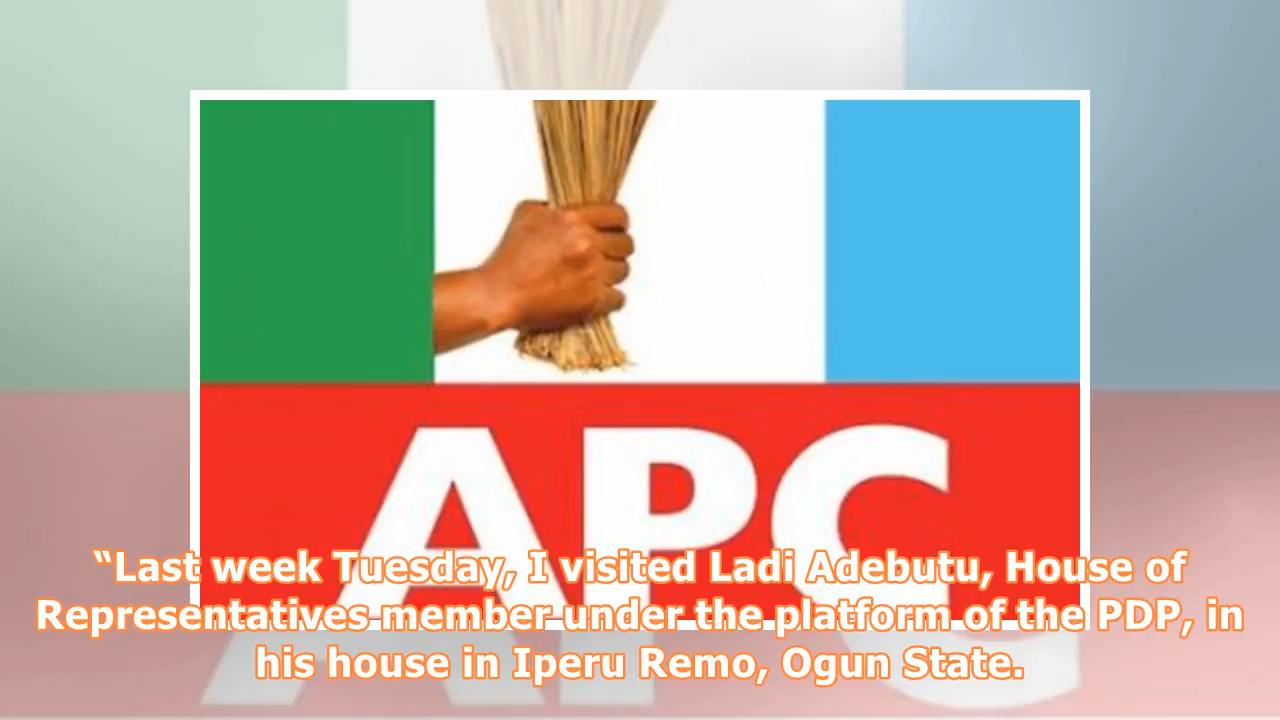 APC
“Last week Tuesday, I visited Ladi Adebutu, House of
Representatives member under the platform of the PDP, in
his house in Iperu Remo, Ogun State.